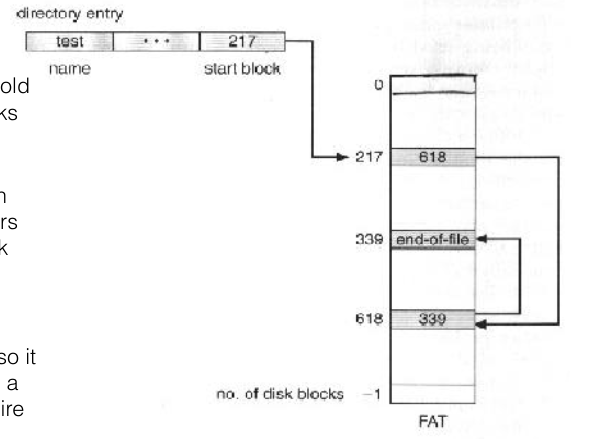 directory entry
test ••• 217
name start block
old
ks
0
217 618
n
rs
k
339 end-of-file
618 339
so it
a
ire
no. of disk blocks –1
FAT